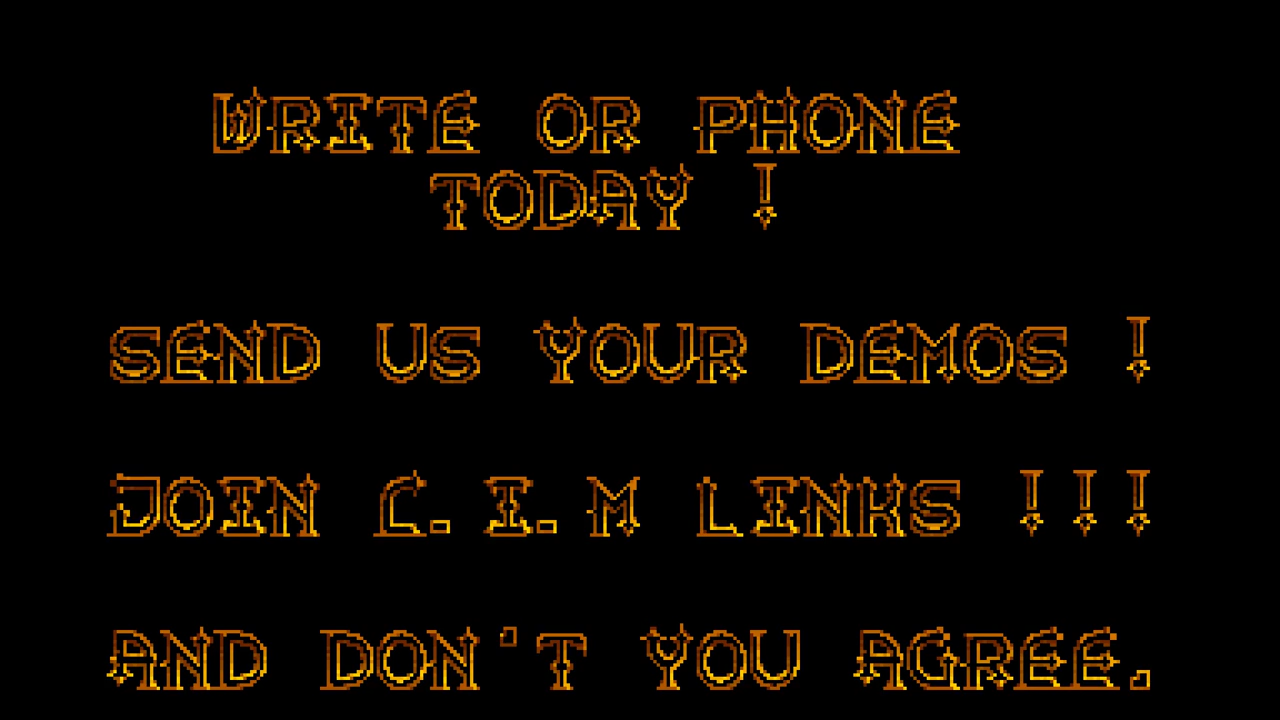 WRITE OR PHONE
TODAY !
SEND US YOUR DEMOS !
JOIN C.I.M LINKS !!!
AND DON'T YOU AGREE.